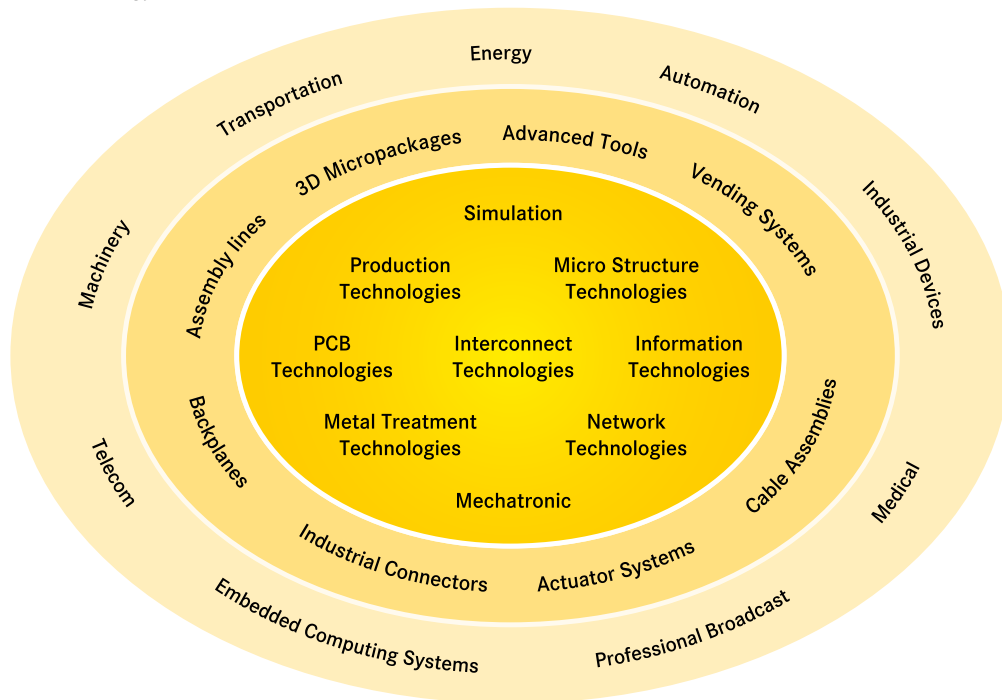 Energy
Transportation
Automation
Machinery
Industrial Devices
Telecom
Medical
Embedded Computing Systems
Professional Broadcast
3D Micropackages
Advanced Tools
Vending Systems
Assembly lines
Backplanes
Cable Assemblies
Industrial Connectors
Actuator Systems
Simulation
Production
Technologies
Micro Structure
Technologies
PCB
Technologies
Interconnect
Technologies
Information
Technologies
Metal Treatment
Technologies
Network
Technologies
Mechatronic